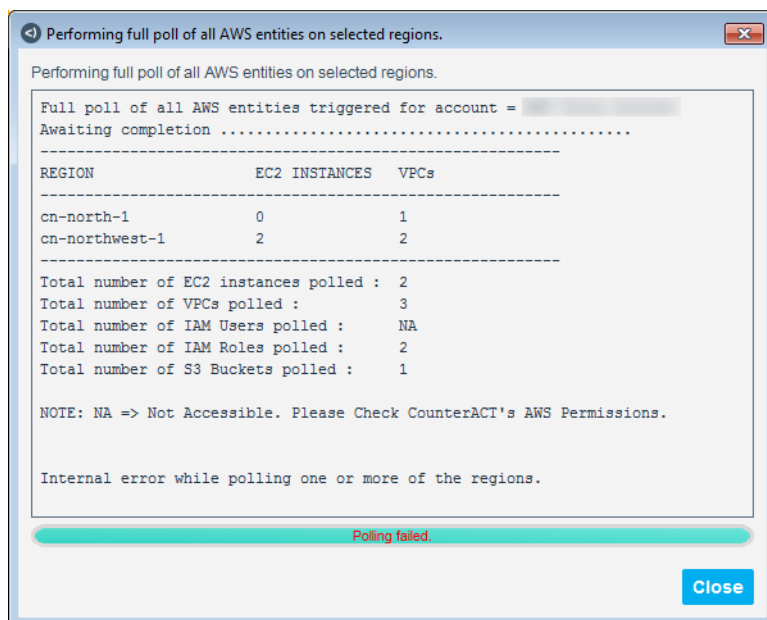 Performing full poll of all AWS entities on selected regions.
Performing full poll of all AWS entities on selected regions.
Full poll of all AWS entities triggered for account =
Awaiting completion ..............................................
----------------------------------------------------------
REGION EC2 INSTANCES VPCs
----------------------------------------------------------
cn-north-1 0 1
cn-northwest-1 2 2
----------------------------------------------------------
Total number of EC2 instances polled : 2
Total number of VPCs polled : 3
Total number of IAM Users polled : NA
Total number of IAM Roles polled : 2
Total number of S3 Buckets polled : 1
NOTE: NA => Not Accessible. Please Check CounterACT's AWS Permissions.
Internal error while polling one or more of the regions.
Polling failed.
Close